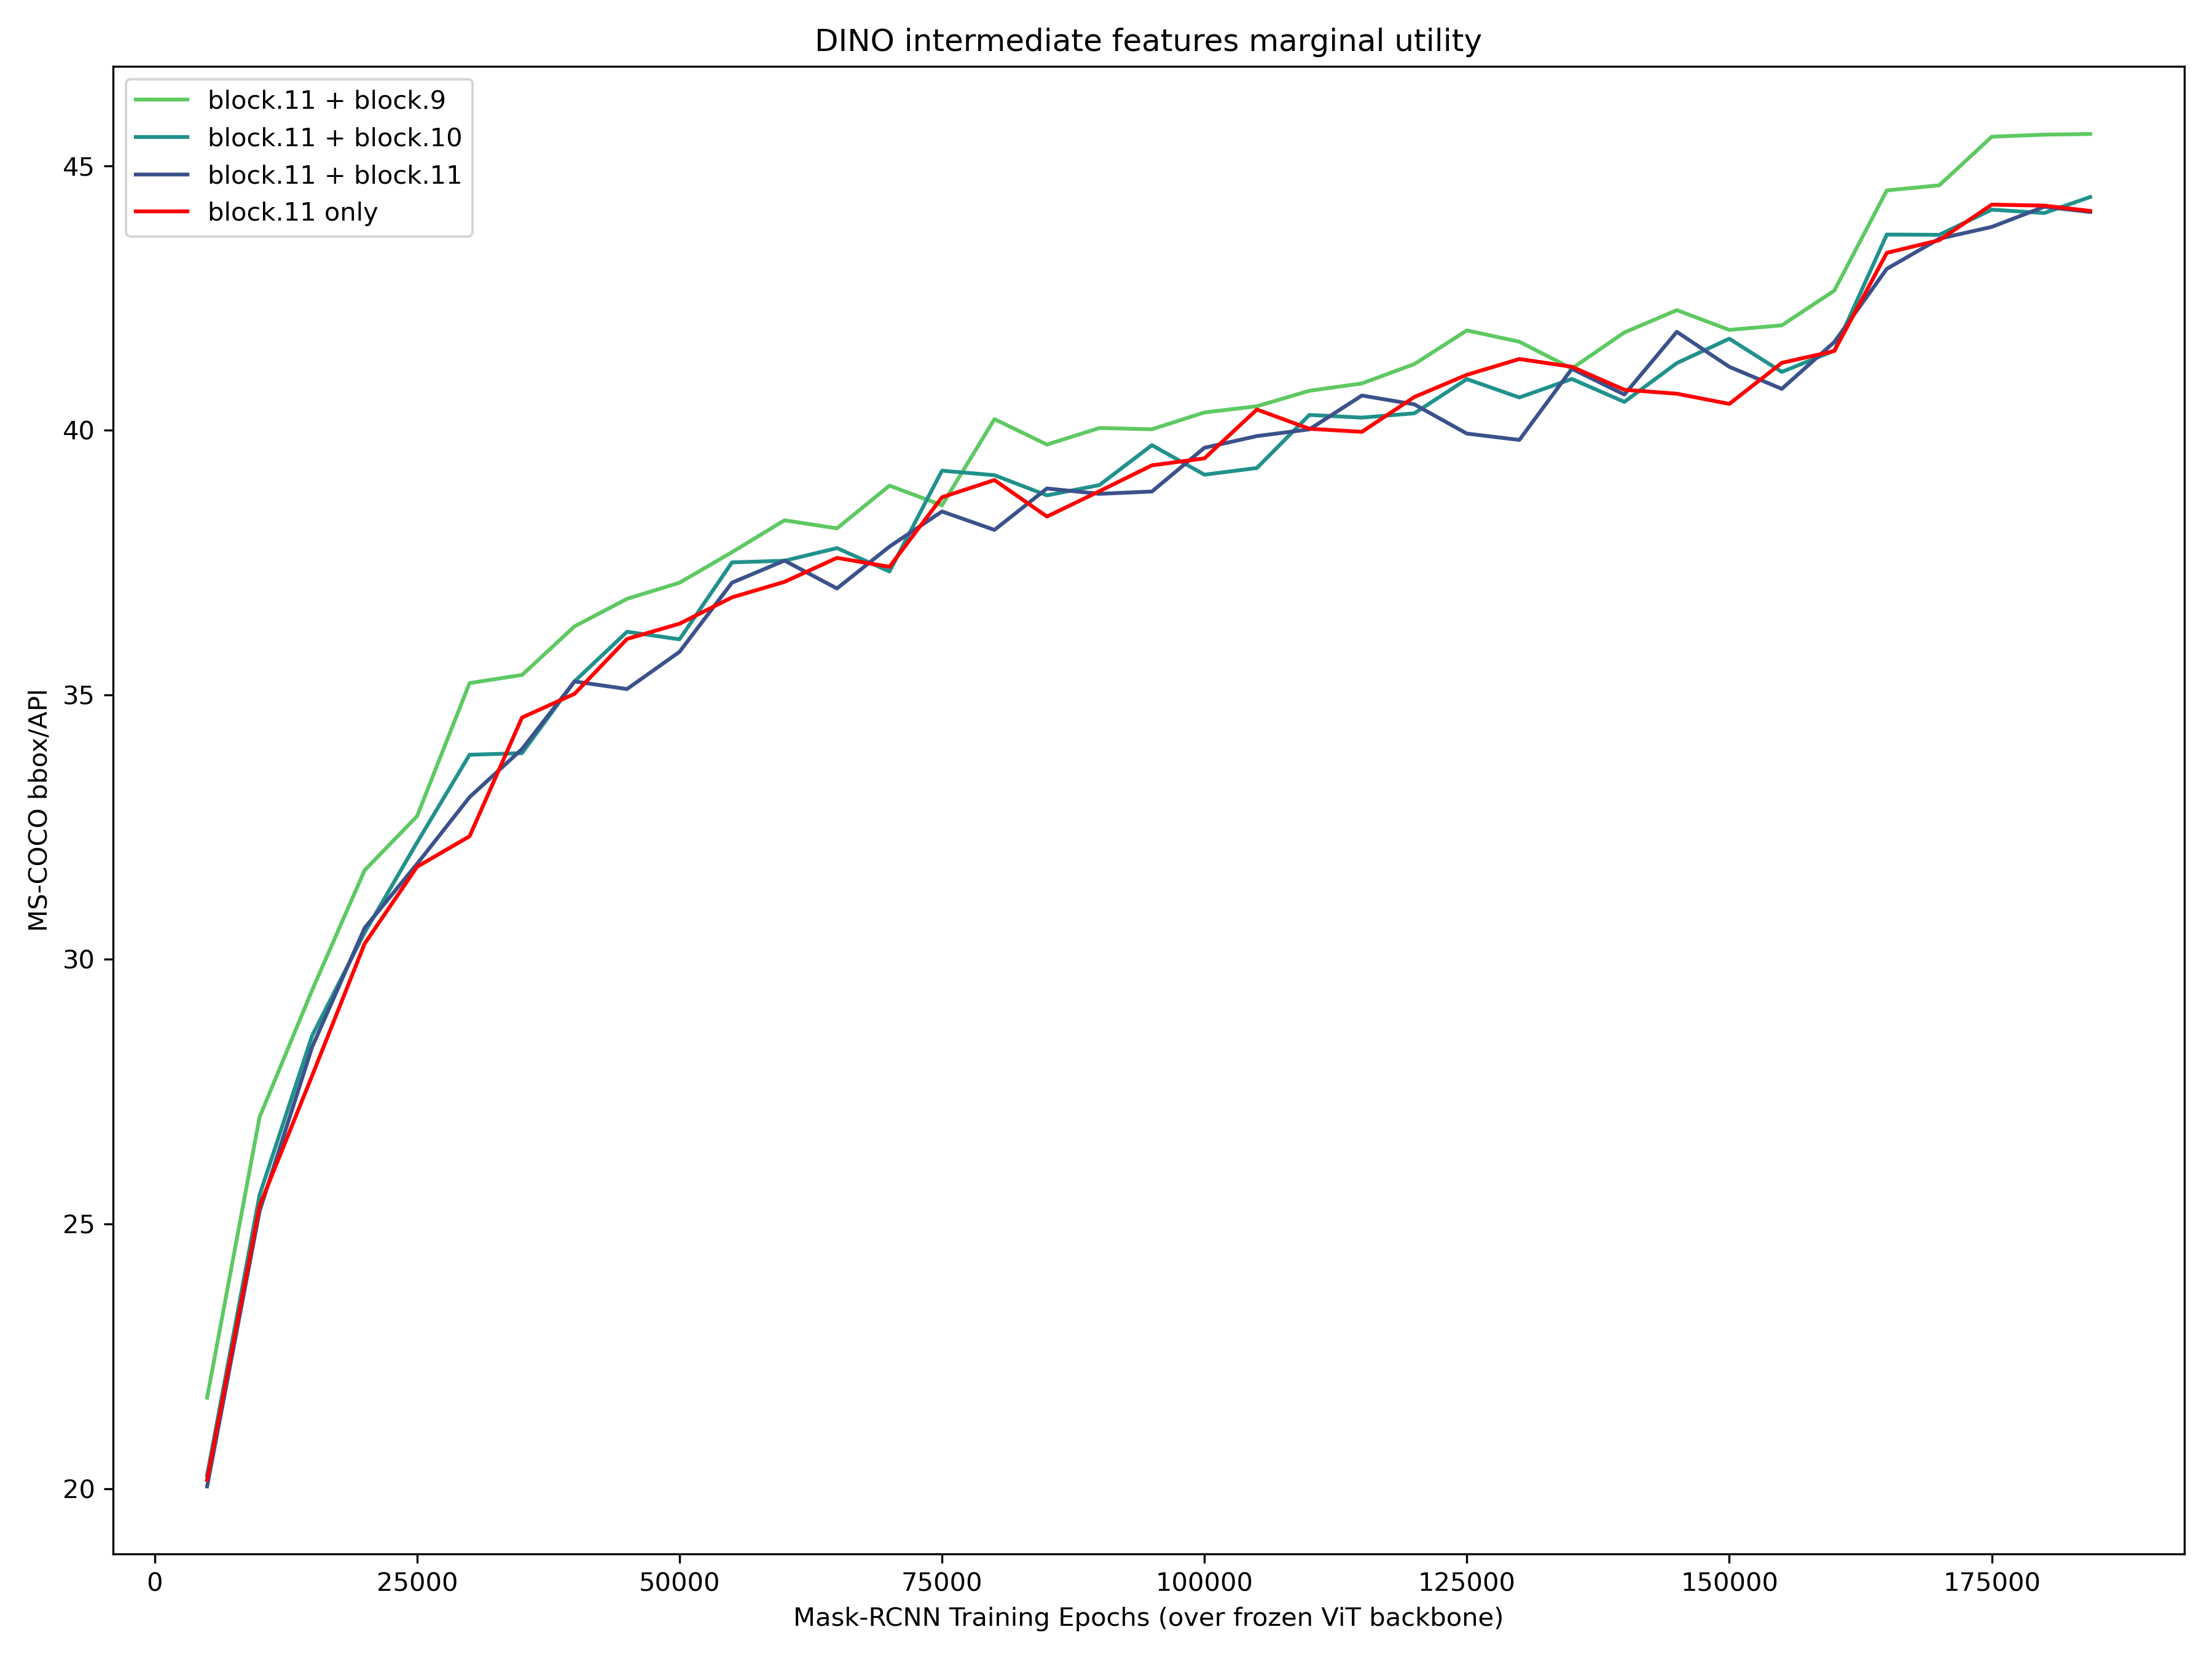 DINO intermediate features marginal utility
block.11 + block.9
block.11 + block.10
block.11 + block.11
block.11 only
MS-COCO bbox/API
45
40
35
30
25
20
0
25000
50000
75000
100000
125000
150000
175000
Mask-RCNN Training Epochs (over frozen ViT backbone)